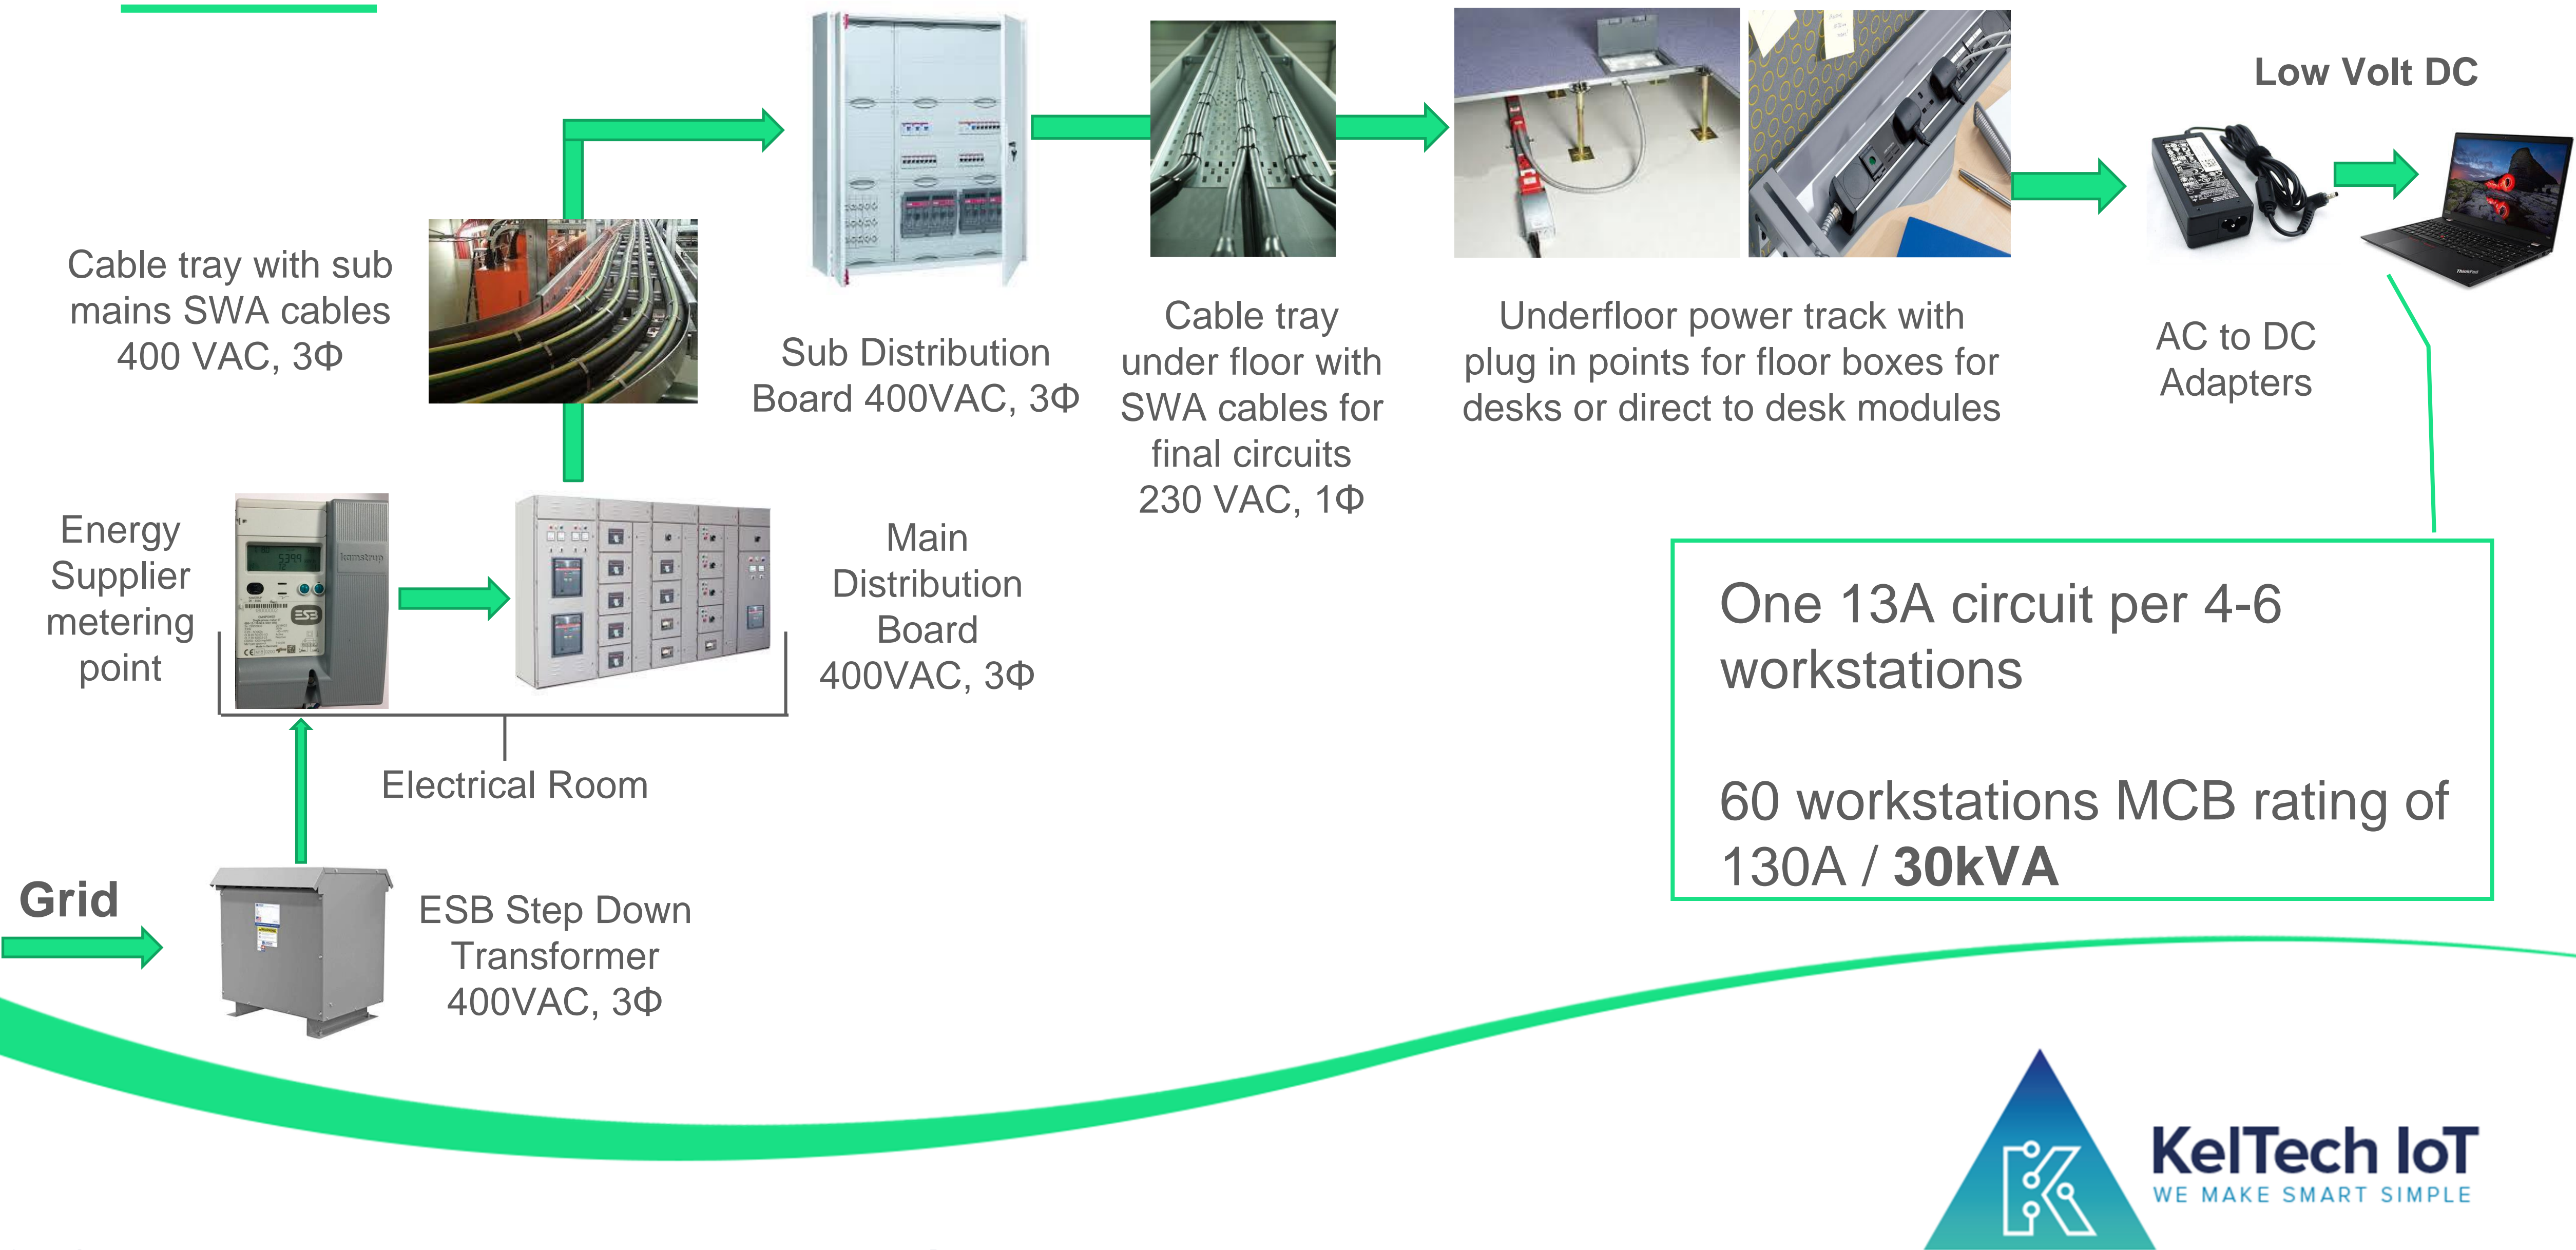 Low Volt DC
Cable tray with sub
mains SWA cables
400 VAC, 3Φ
Sub Distribution
Board 400VAC, 3Φ
Cable tray
under floor with
SWA cables for
final circuits
230 VAC, 1Φ
Underfloor power track with
plug in points for floor boxes for
desks or direct to desk modules
AC to DC
Adapters
ThinkPad
Energy
Supplier
metering
point
kamstrup
ESB
Main
Distribution
Board
400VAC, 3Φ
Electrical Room
One 13A circuit per 4-6
workstations
60 workstations MCB rating of
130A / 30kVA
Grid
ESB Step Down
Transformer
400VAC, 3Φ
KelTech IoT
WE MAKE SMART SIMPLE